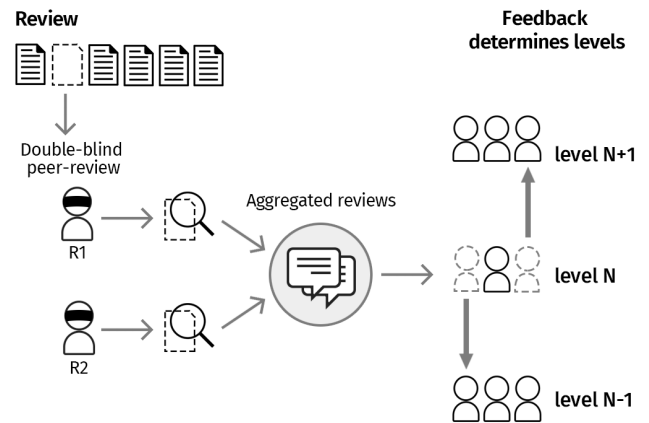 Review
Feedback
determines levels
Double-blind
peer-review
R1
Aggregated reviews
level N+1
level N
R2
level N-1